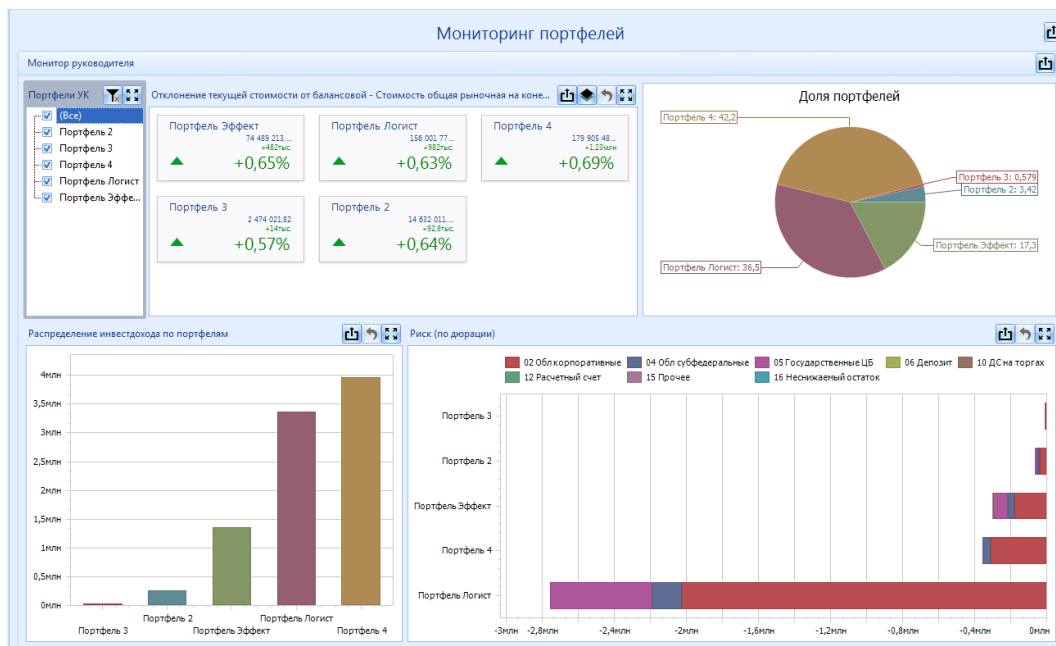 Мониторинг портфелей
Монитор руководителя
Портфели УК
(Все)
Портфель 2
Портфель 3
Портфель 4
Портфель Логист
Портфель Эффе...
Отклонение текущей стоимости от балансовой - Стоимость общая рыночная на коне...
Портфель Эффект
74 489 213,...
+482тыс.
+0,65%
Портфель Логист
156 001 77...
+982тыс.
+0,63%
Портфель 4
179 905 48...
+1,23млн
+0,69%
Портфель 3
2 474 021,82
+14тыс.
+0,57%
Портфель 2
14 632 011,...
+92,8тыс.
+0,64%
Доля портфелей
Портфель 4: 42,2
Портфель 3: 0,579
Портфель 2: 3,42
Портфель Эффект: 17,3
Портфель Логист: 36,5
Распределение инвестдохода по портфелям
4млн
3,5млн
3млн
2,5млн
2млн
1,5млн
1млн
0,5млн
0млн
Портфель 2 Портфель Логист
Портфель 3 Портфель Эффект Портфель 4
Риск (по дюрации)
02 Обл корпоративные 04 Обл субфедеральные 05 Государственные ЦБ 06 Депозит 10 ДС на торгах
12 Расчетный счет 15 Прочее 16 Неснижаемый остаток
Портфель 3
Портфель 2
Портфель Эффект
Портфель 4
Портфель Логист
-3млн -2,8млн -2,4млн -2млн -1,6млн -1,2млн -0,8млн -0,4млн 0млн